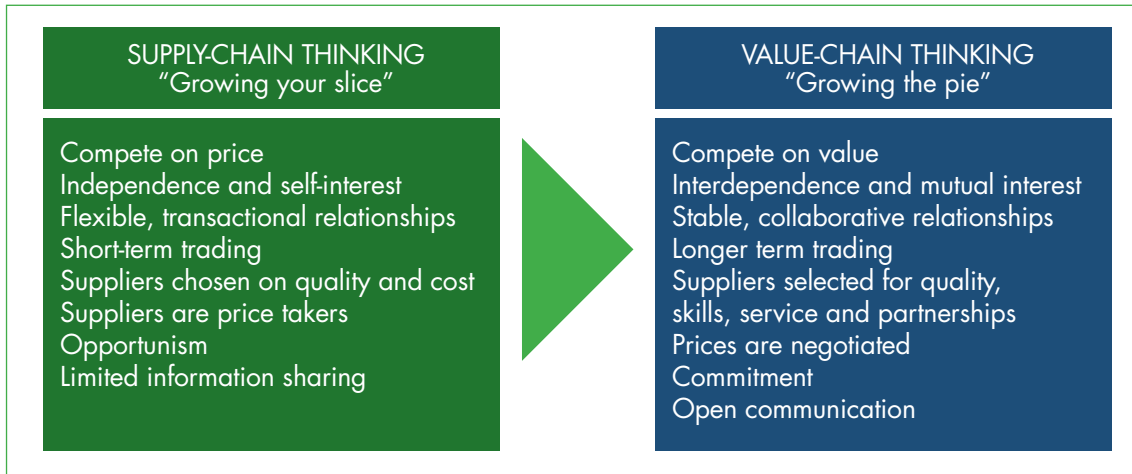 SUPPLY-CHAIN THINKING
“Growing your slice”
Compete on price
Independence and self-interest
Flexible, transactional relationships
Short-term trading
Suppliers chosen on quality and cost
Suppliers are price takers
Opportunism
Limited information sharing
VALUE-CHAIN THINKING
“Growing the pie”
Compete on value
Interdependence and mutual interest
Stable, collaborative relationships
Longer term trading
Suppliers selected for quality,
skills, service and partnerships
Prices are negotiated
Commitment
Open communication